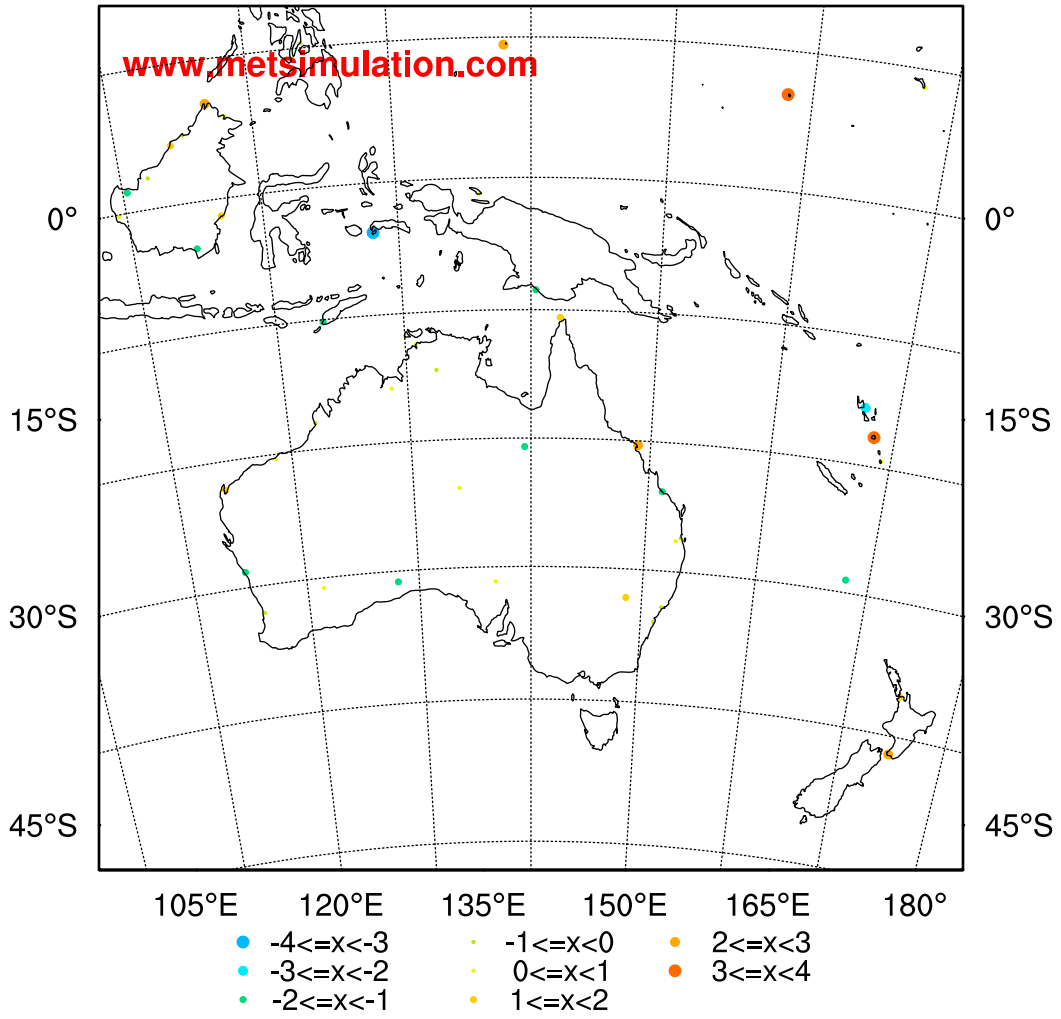 www.metsimulation.com
0° 0°
15°S 15°S
30°S 30°S
45°S 45°S
105°E 120°E 135°E 150°E 165°E 180°
-4<=x<-3 -1<=x<0 2<=x<3
-3<=x<-2 0<=x<1 3<=x<4
-2<=x<-1 1<=x<2